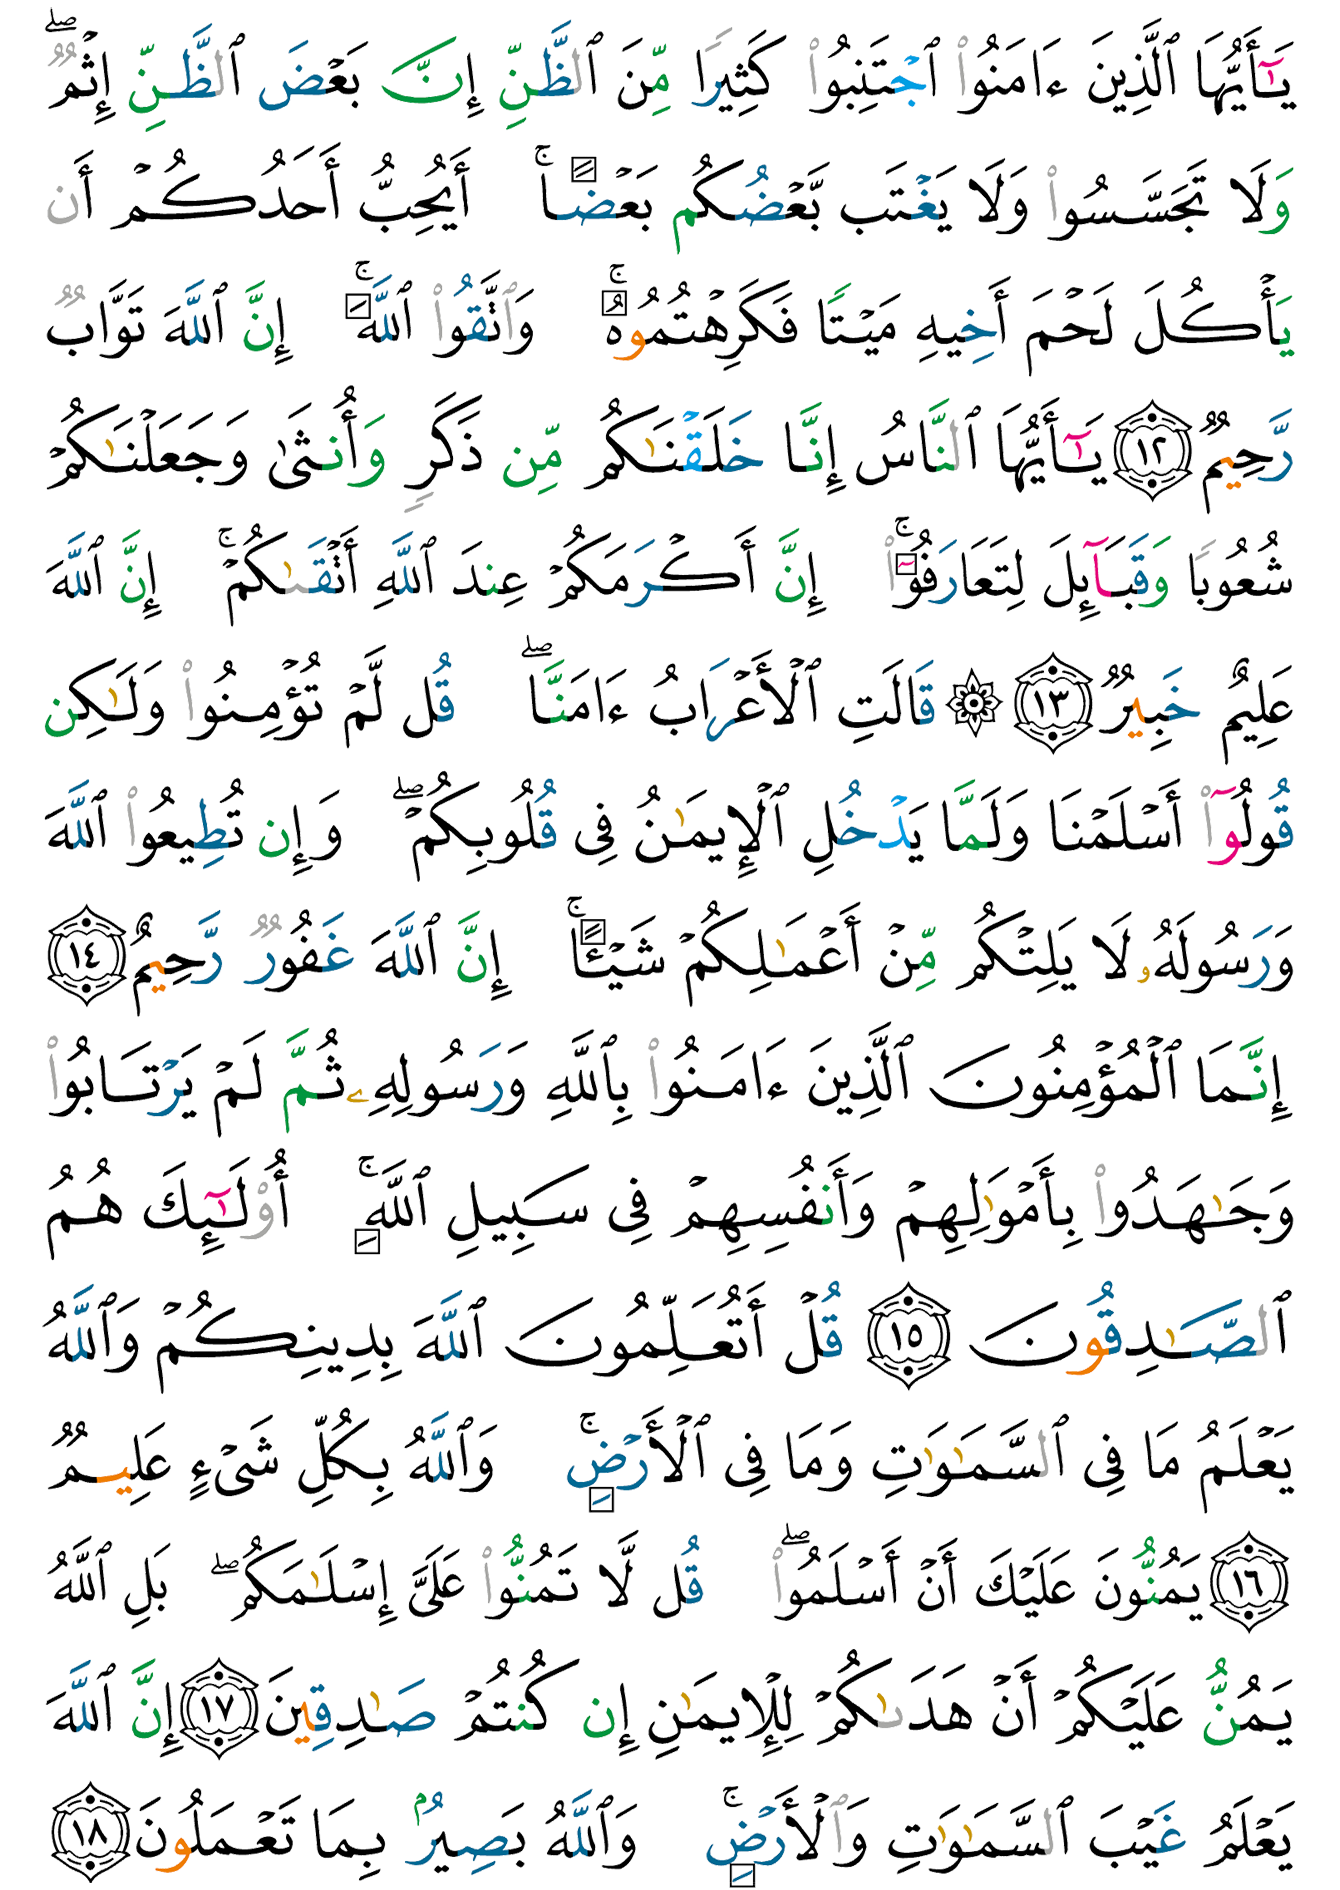 يَٰٓأَيُّهَا ٱلَّذِينَ ءَامَنُوا۟ ٱجْتَنِبُوا۟ كَثِيرًا مِّنَ ٱلظَّنِّ إِنَّ بَعْضَ ٱلظَّنِّ إِثْمٌ ۖ
وَلَا تَجَسَّسُوا۟ وَلَا يَغْتَب بَّعْضُكُم بَعْضًا ۚ أَيُحِبُّ أَحَدُكُمْ أَن
يَأْكُلَ لَحْمَ أَخِيهِ مَيْتًا فَكَرِهْتُمُوهُ ۚ وَٱتَّقُوا۟ ٱللَّهَ ۚ إِنَّ ٱللَّهَ تَوَّابٌ
رَّحِيمٌ ١٢ يَٰٓأَيُّهَا ٱلنَّاسُ إِنَّا خَلَقْنَٰكُم مِّن ذَكَرٍ وَأُنثَىٰ وَجَعَلْنَٰكُمْ
شُعُوبًا وَقَبَآئِلَ لِتَعَارَفُوٓا۟ ۚ إِنَّ أَكْرَمَكُمْ عِندَ ٱللَّهِ أَتْقَىٰكُمْ ۚ إِنَّ ٱللَّهَ
عَلِيمٌ خَبِيرٌ ١٣ ۞ قَالَتِ ٱلْأَعْرَابُ ءَامَنَّا ۖ قُل لَّمْ تُؤْمِنُوا۟ وَلَٰكِن
قُولُوٓا۟ أَسْلَمْنَا وَلَمَّا يَدْخُلِ ٱلْإِيمَٰنُ فِى قُلُوبِكُمْ ۖ وَإِن تُطِيعُوا۟ ٱللَّهَ
وَرَسُولَهُۥ لَا يَلِتْكُم مِّنْ أَعْمَٰلِكُمْ شَيْـًٔا ۚ إِنَّ ٱللَّهَ غَفُورٌ رَّحِيمٌ ١٤
إِنَّمَا ٱلْمُؤْمِنُونَ ٱلَّذِينَ ءَامَنُوا۟ بِٱللَّهِ وَرَسُولِهِۦ ثُمَّ لَمْ يَرْتَابُوا۟
وَجَٰهَدُوا۟ بِأَمْوَٰلِهِمْ وَأَنفُسِهِمْ فِى سَبِيلِ ٱللَّهِ ۚ أُو۟لَٰٓئِكَ هُمُ
ٱلصَّٰدِقُونَ ١٥ قُلْ أَتُعَلِّمُونَ ٱللَّهَ بِدِينِكُمْ وَٱللَّهُ
يَعْلَمُ مَا فِى ٱلسَّمَٰوَٰتِ وَمَا فِى ٱلْأَرْضِ ۚ وَٱللَّهُ بِكُلِّ شَىْءٍ عَلِيمٌ
١٦ يَمُنُّونَ عَلَيْكَ أَنْ أَسْلَمُوا۟ ۖ قُل لَّا تَمُنُّوا۟ عَلَىَّ إِسْلَٰمَكُم ۖ بَلِ ٱللَّهُ
يَمُنُّ عَلَيْكُمْ أَنْ هَدَىٰكُمْ لِلْإِيمَٰنِ إِن كُنتُمْ صَٰدِقِينَ ١٧ إِنَّ ٱللَّهَ
يَعْلَمُ غَيْبَ ٱلسَّمَٰوَٰتِ وَٱلْأَرْضِ ۚ وَٱللَّهُ بَصِيرٌۢ بِمَا تَعْمَلُونَ ١٨